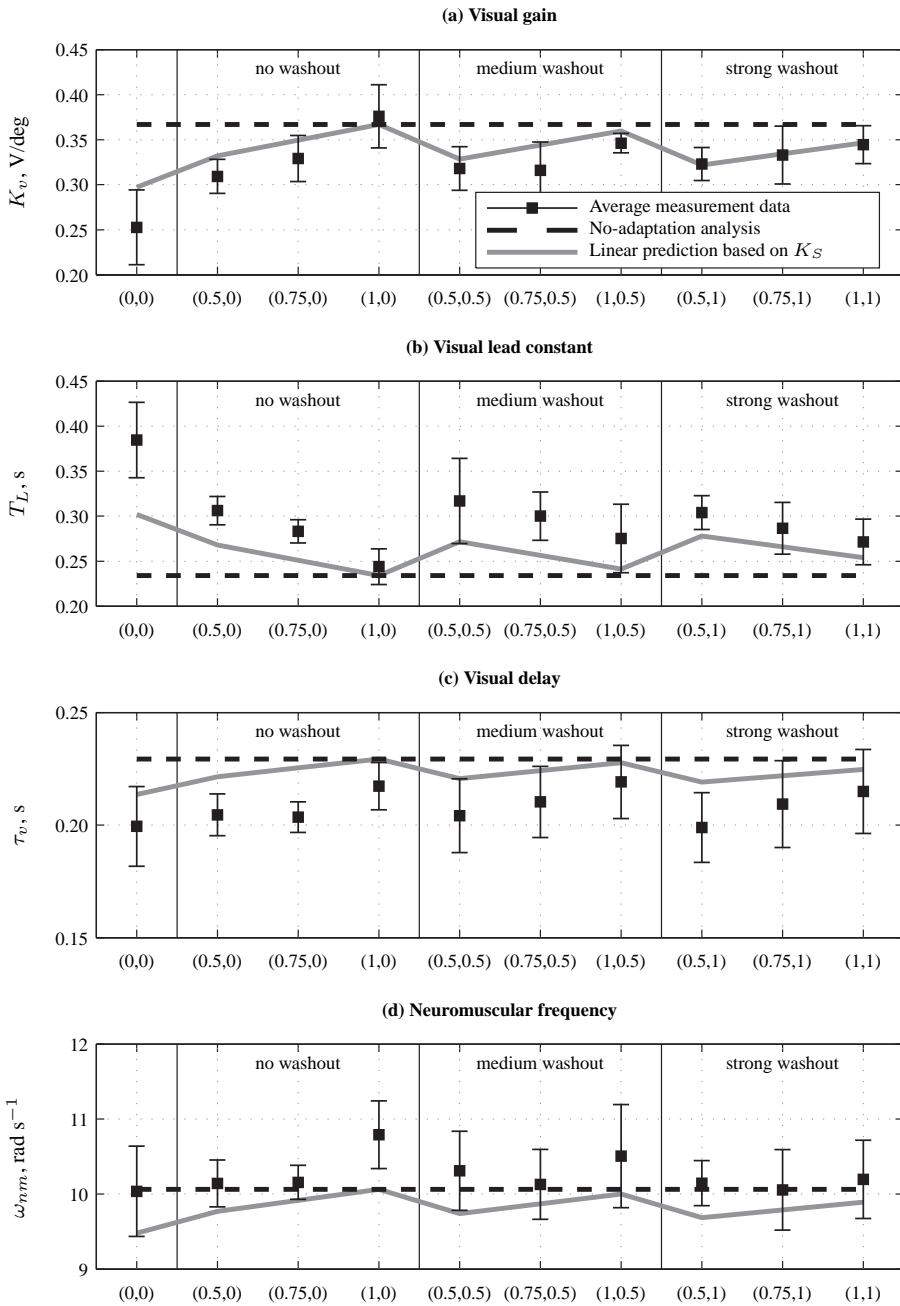 (a) Visual gain
0.45
0.40
0.35
0.30
0.25
0.20
K_v, V/deg
no washout
medium washout
strong washout
Average measurement data
No-adaptation analysis
Linear prediction based on K_S
(0,0) (0.5,0) (0.75,0) (1,0) (0.5,0.5) (0.75,0.5) (1,0.5) (0.5,1) (0.75,1) (1,1)
(b) Visual lead constant
0.45
0.40
0.35
0.30
0.25
0.20
T_L, s
no washout
medium washout
strong washout
(0,0) (0.5,0) (0.75,0) (1,0) (0.5,0.5) (0.75,0.5) (1,0.5) (0.5,1) (0.75,1) (1,1)
(c) Visual delay
0.25
0.20
0.15
τ_v, s
no washout
medium washout
strong washout
(0,0) (0.5,0) (0.75,0) (1,0) (0.5,0.5) (0.75,0.5) (1,0.5) (0.5,1) (0.75,1) (1,1)
(d) Neuromuscular frequency
12
11
10
9
ω_nm, rad s⁻¹
no washout
medium washout
strong washout
(0,0) (0.5,0) (0.75,0) (1,0) (0.5,0.5) (0.75,0.5) (1,0.5) (0.5,1) (0.75,1) (1,1)